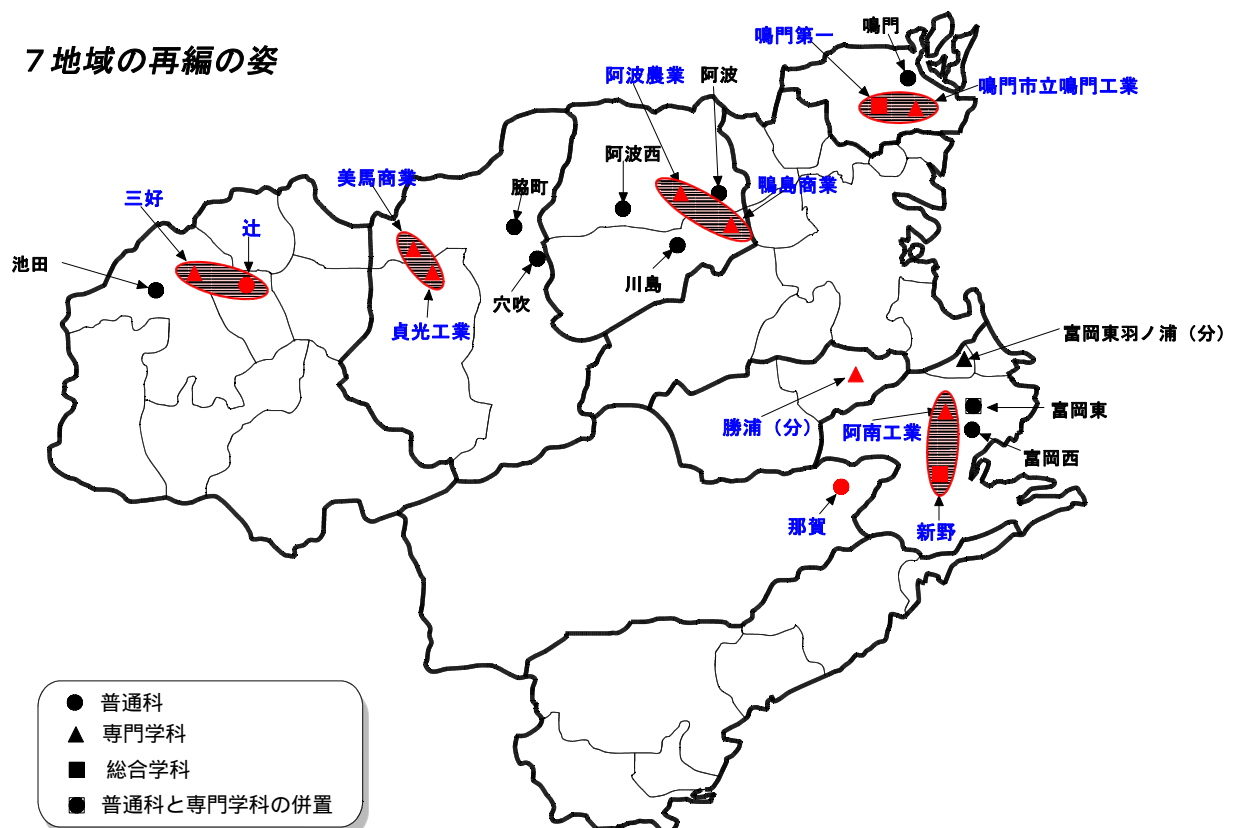 7地域の再編の姿
鳴門第一
鳴門
鳴門市立鳴門工業
阿波農業
阿波
阿波西
鴨島商業
美馬商業
脇町
三好
辻
池田
川島
穴吹
貞光工業
富岡東羽ノ浦（分）
勝浦（分）
阿南工業
富岡東
富岡西
那賀
新野
普通科
専門学科
総合学科
普通科と専門学科の併置